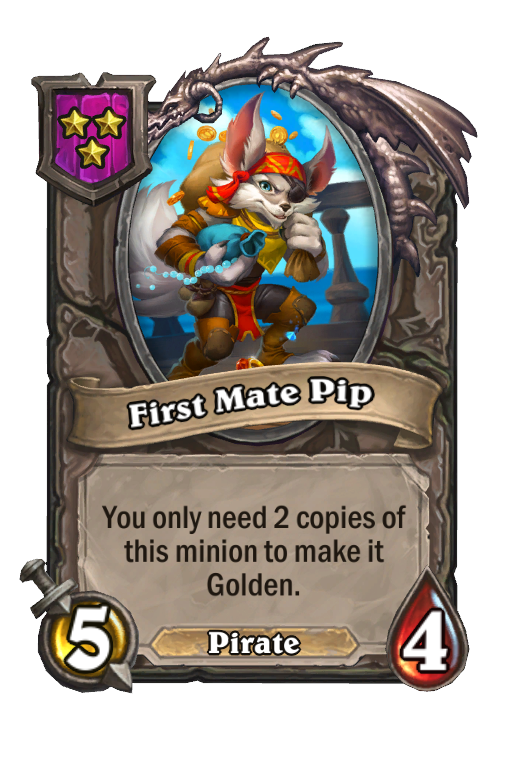 First Mate Pip
You only need 2 copies of
this minion to make it
Golden.
5
Pirate
4